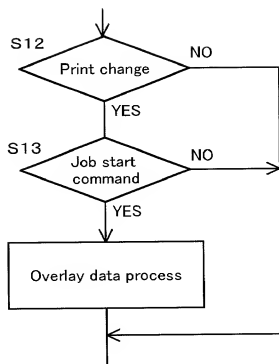 S12
Print change
NO
YES
S13
Job start
command
NO
YES
Overlay data process